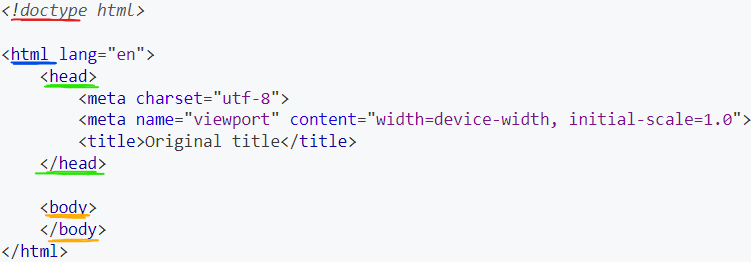 <!doctype html>
<html lang="en">
<head>
<meta charset="utf-8">
<meta name="viewport" content="width=device-width, initial-scale=1.0">
<title>Original title</title>
</head>
<body>
</body>
</html>